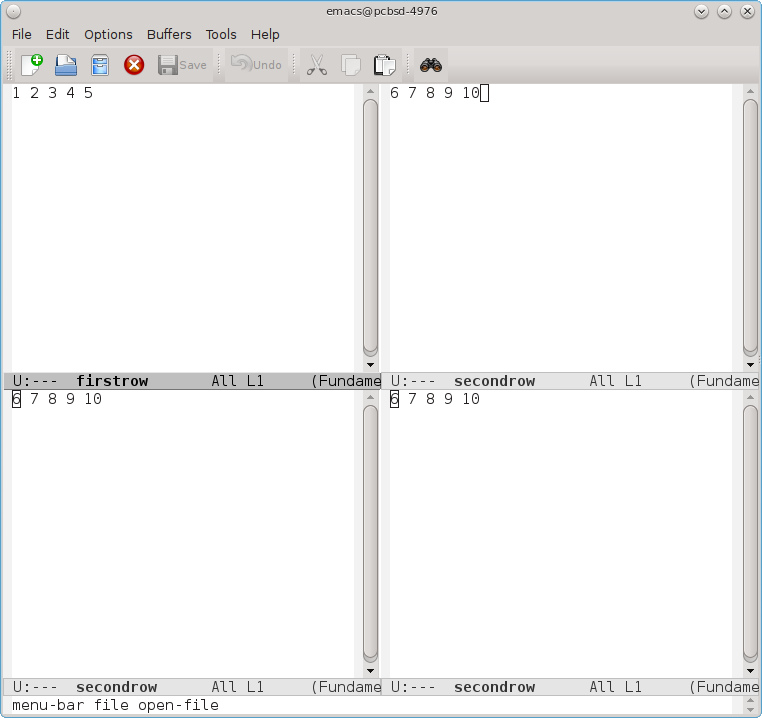 emacs@pcbsd-4976
File Edit Options Buffers Tools Help
Save Undo
1 2 3 4 5
6 7 8 9 10
U:--- firstrow All L1 (Fundame
U:--- secondrow All L1 (Fundame
6 7 8 9 10
6 7 8 9 10
U:--- secondrow All L1 (Fundame
U:--- secondrow All L1 (Fundame
menu-bar file open-file